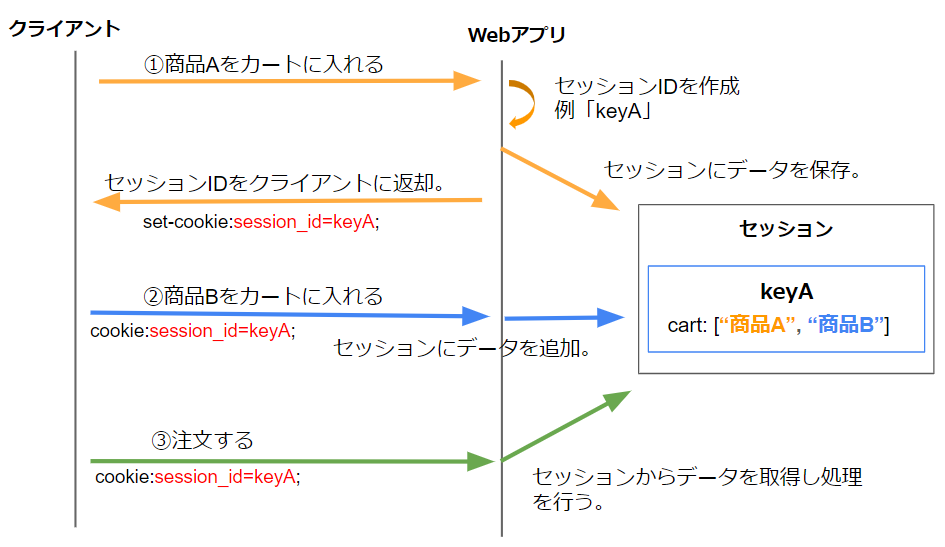 クライアント
Webアプリ
①商品Aをカートに入れる
セッションIDを作成
例「keyA」
セッションにデータを保存。
セッションIDをクライアントに返却。
set-cookie:session_id=keyA;
セッション
keyA
cart: [“商品A”, “商品B”]
②商品Bをカートに入れる
cookie:session_id=keyA;
セッションにデータを追加。
③注文する
cookie:session_id=keyA;
セッションからデータを取得し処理
を行う。